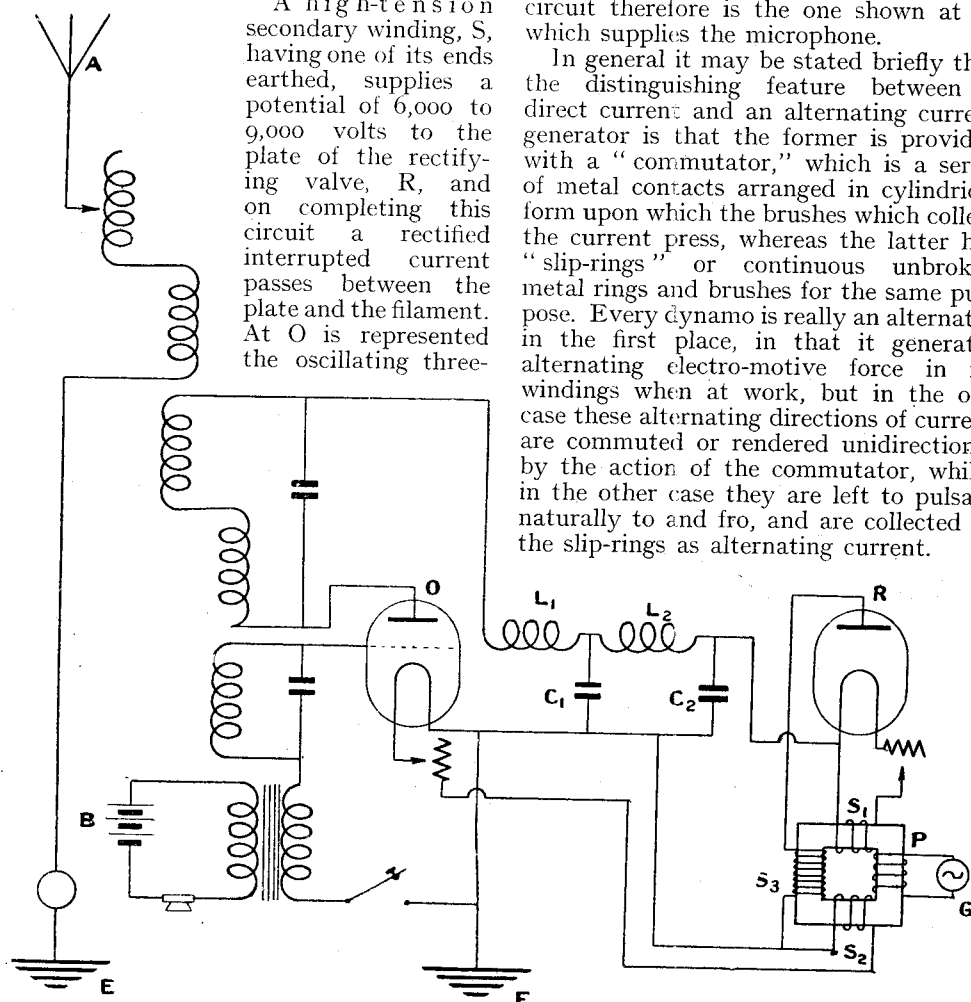 A high-tension
secondary winding, S,
having one of its ends
earthed, supplies a
potential of 6,000 to
9,000 volts to the
plate of the rectify-
ing valve, R, and
on completing this
circuit a rectified
interrupted current
passes between the
plate and the filament.
At O is represented
the oscillating three-
circuit therefore is the one shown at
which supplies the microphone.
In general it may be stated briefly th
the distinguishing feature between
direct current and an alternating curre
generator is that the former is provid
with a “ commutator,” which is a ser
of metal contacts arranged in cylindric
form upon which the brushes which colle
the current press, whereas the latter h
“ slip-rings ” or continuous unbrok
metal rings and brushes for the same pu
pose. Every dynamo is really an alternat
in the first place, in that it generat
alternating electro-motive force in
windings when at work, but in the o
case these alternating directions of curre
are commuted or rendered unidirection
by the action of the commutator, whil
in the other case they are left to pulsa
naturally to and fro, and are collected
the slip-rings as alternating current.
A
O
L1
L2
R
C1
C2
B
S1
P
S3
G
S2
E
E